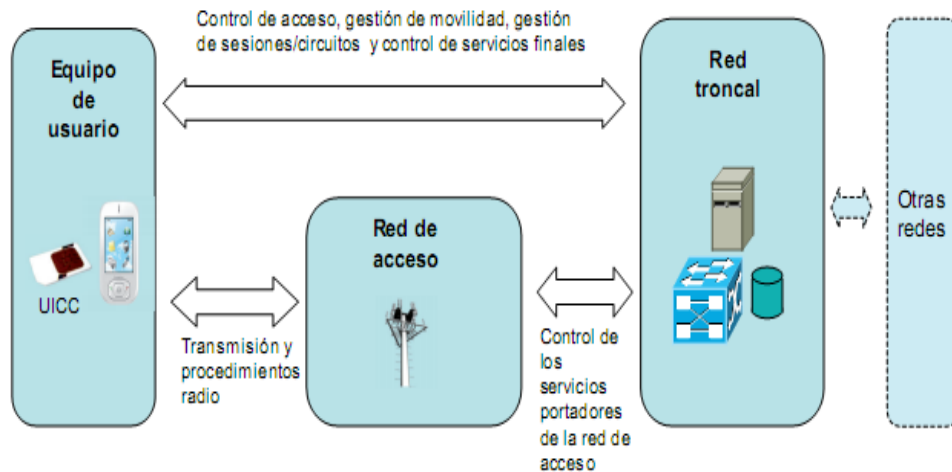 Control de acceso, gestión de movilidad, gestión
de sesiones/circuitos y control de servicios finales
Equipo
de
usuario
Red
troncal
Otras
redes
Red de
acceso
UICC
Transmisión y
procedimientos
radio
Control de
los
servicios
portadores
de la red de
acceso